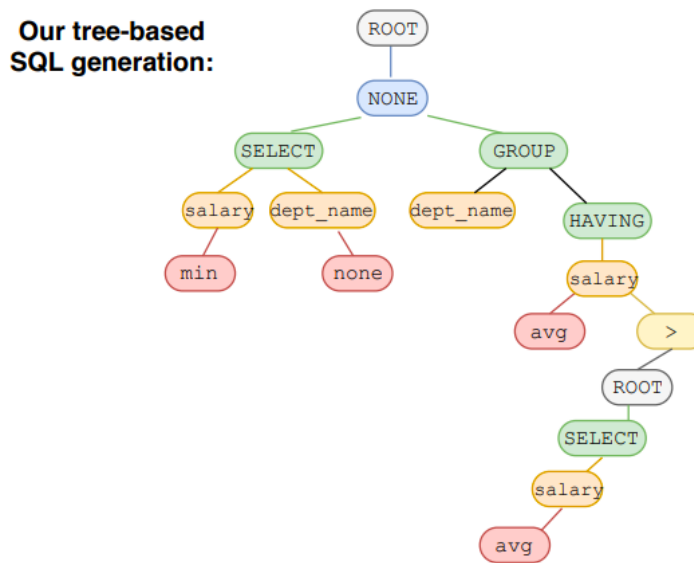 Our tree-based
SQL generation:
ROOT
NONE
SELECT
GROUP
salary
dept_name
dept_name
HAVING
min
none
salary
avg
>
ROOT
SELECT
salary
avg